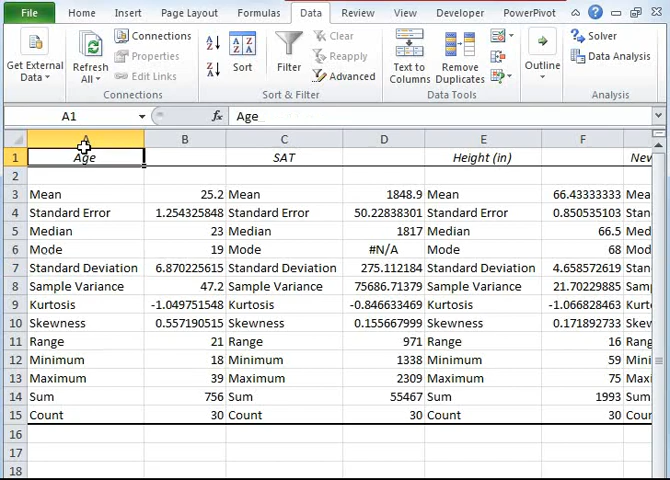 File Home Insert Page Layout Formulas Data Review View Developer PowerPivot
Get External Data
Refresh All
Connections
Properties
Edit Links
Connections
Sort
Filter
Clear
Reapply
Advanced
Sort & Filter
Text to Columns
Remove Duplicates
Data Tools
Outline
Solver
Data Analysis
Analysis
A1 fx Age
A B C D E F
1 Age SAT Height (in)
2
3 Mean 25.2 Mean 1848.9 Mean 66.43333333
4 Standard Error 1.254325848 Standard Error 50.22838301 Standard Error 0.850535103
5 Median 23 Median 1817 Median 66.5
6 Mode 19 Mode #N/A Mode 68
7 Standard Deviation 6.870225615 Standard Deviation 275.112184 Standard Deviation 4.658572619
8 Sample Variance 47.2 Sample Variance 75686.71379 Sample Variance 21.70229885
9 Kurtosis -1.049751548 Kurtosis -0.846633469 Kurtosis -1.066828463
10 Skewness 0.557190515 Skewness 0.155667999 Skewness 0.171892733
11 Range 21 Range 971 Range 16
12 Minimum 18 Minimum 1338 Minimum 59
13 Maximum 39 Maximum 2309 Maximum 75
14 Sum 756 Sum 55467 Sum 1993
15 Count 30 Count 30 Count 30
16
17
18